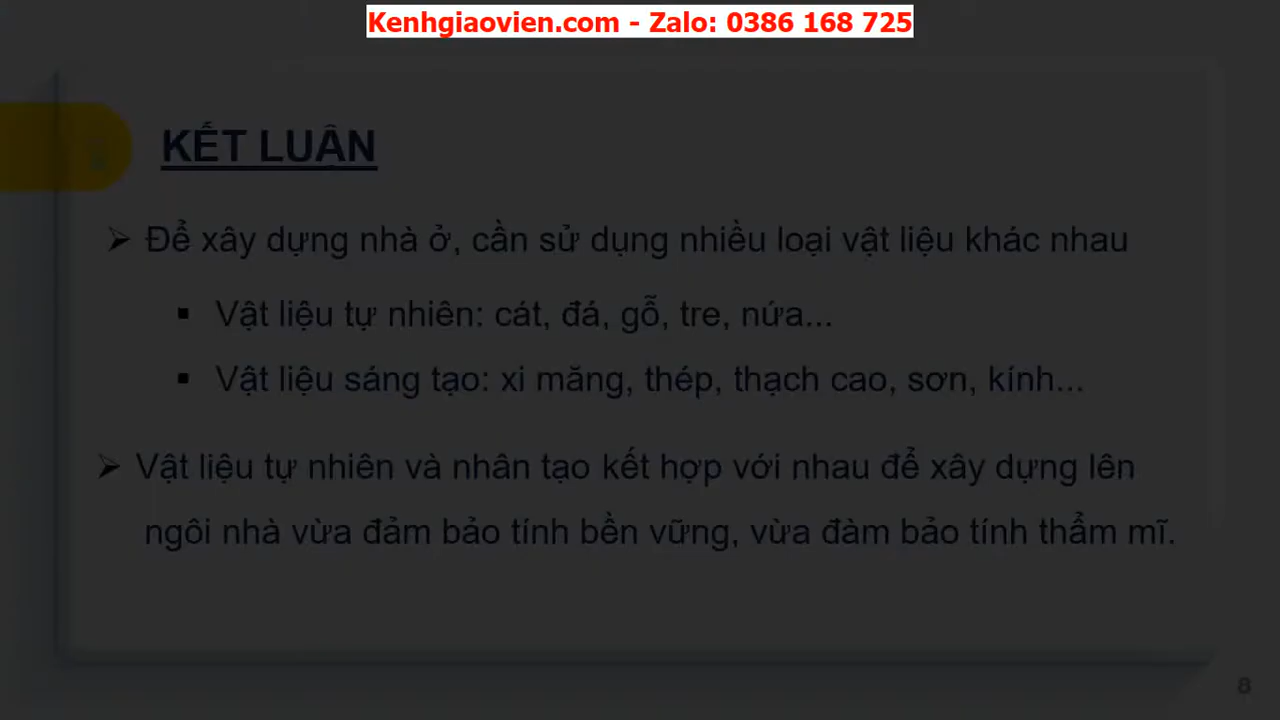 Kenhgiaovien.com - Zalo: 0386 168 725
KẾT LUẬN
➢ Để xây dựng nhà ở, cần sử dụng nhiều loại vật liệu khác nhau
▪ Vật liệu tự nhiên: cát, đá, gỗ, tre, nứa...
▪ Vật liệu sáng tạo: xi măng, thép, thạch cao, sơn, kính...
➢ Vật liệu tự nhiên và nhân tạo kết hợp với nhau để xây dựng lên
ngôi nhà vừa đảm bảo tính bền vững, vừa đàm bảo tính thẩm mĩ.
8